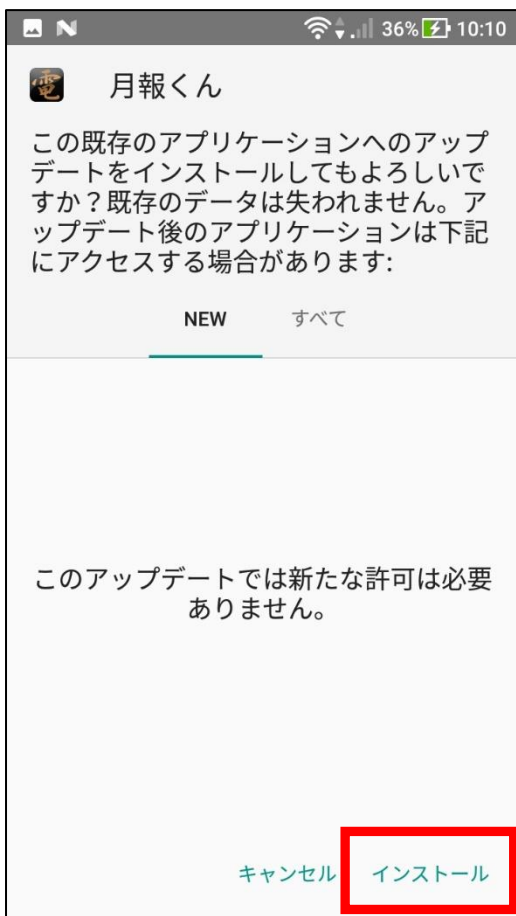 36% 10:10
電 月報くん
この既存のアプリケーションへのアップ
デートをインストールしてもよろしいで
すか？既存のデータは失われません。ア
ップデート後のアプリケーションは下記
にアクセスする場合があります:
NEW すべて
このアップデートでは新たな許可は必要
ありません。
キャンセル インストール